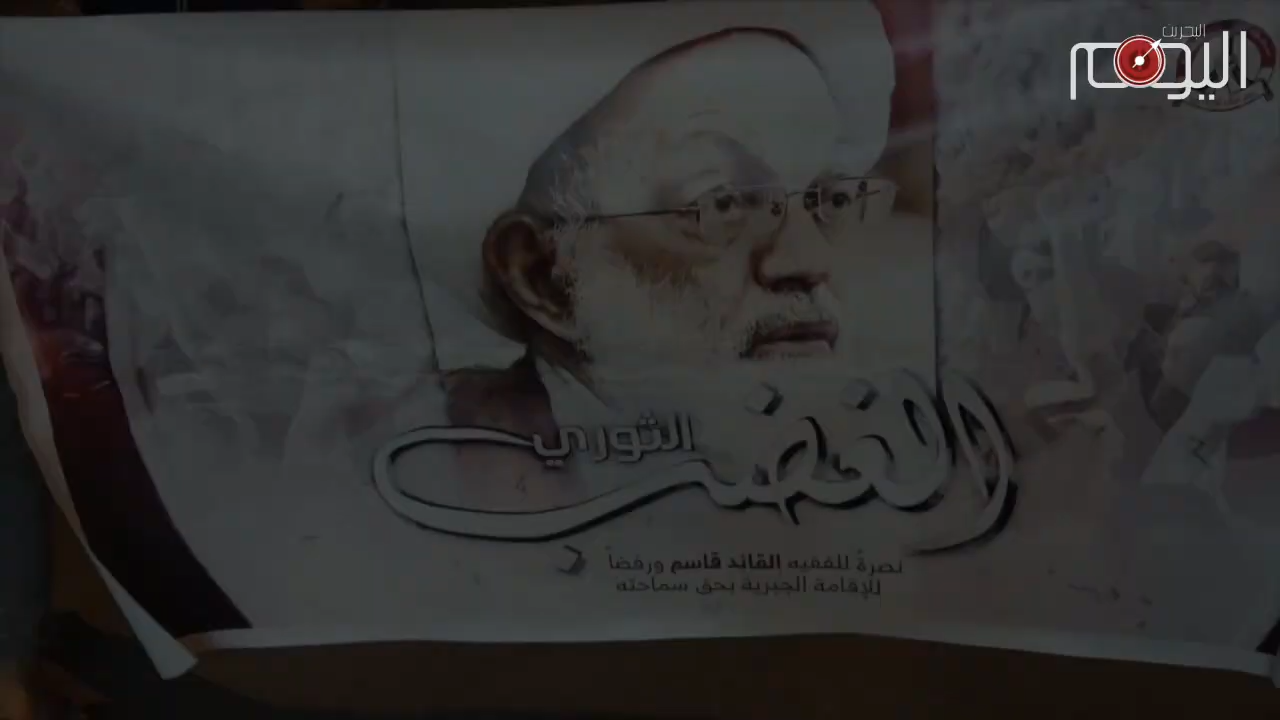 البحرين
اليوم
الغضب
الثوري
نصرةً للفقيه القائد قاسم ورفضاً
للإقامة الجبرية بحق سماحته